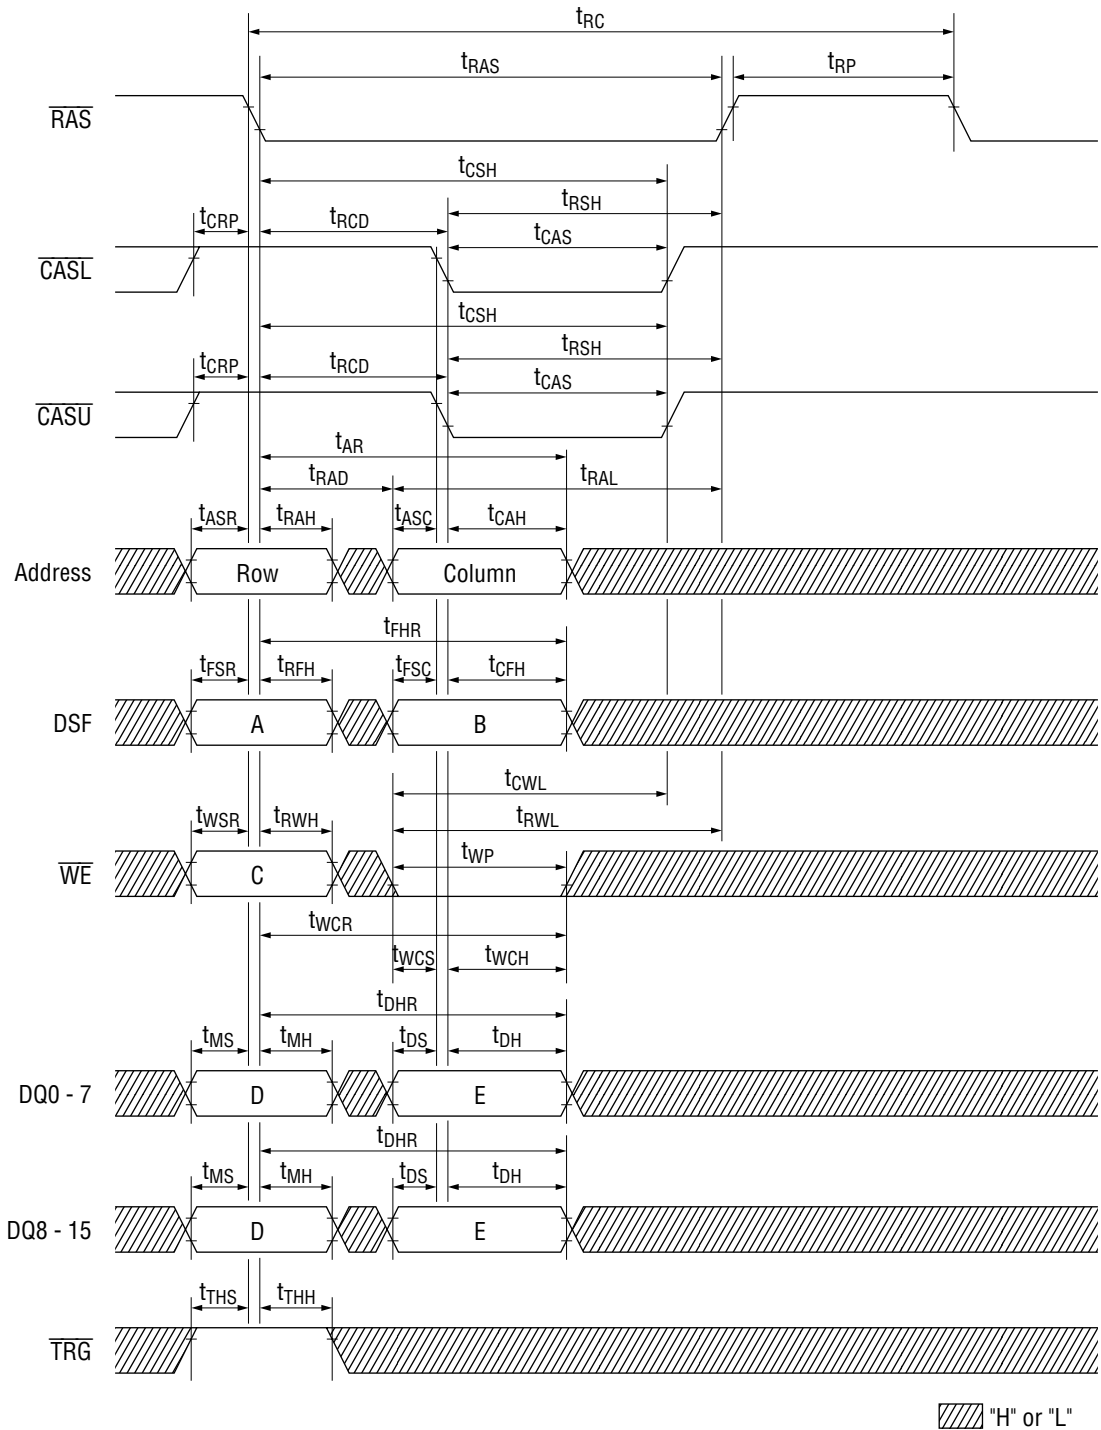 tRC
tRAS tRP
RAS
tCSH
tRSH
tCRP tRCD tCAS
CASL
tCSH
tRSH
tCRP tRCD tCAS
CASU
tAR
tRAD tRAL
tASR tRAH tASC tCAH
Address Row Column
tFHR
tFSR tRFH tFSC tCFH
DSF A B
tCWL
tWSR tRWH tRWL
tWP
WE C
tWCR
tWCS tWCH
tDHR
tMS tMH tDS tDH
DQ0 - 7 D E
tDHR
tMS tMH tDS tDH
DQ8 - 15 D E
tTHS tTHH
TRG
"H" or "L"